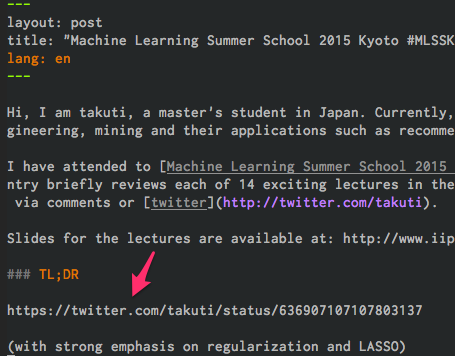 ---
layout: post
title: "Machine Learning Summer School 2015 Kyoto #MLSSK
lang: en
---
Hi, I am takuti, a master's student in Japan. Currently,
gineering, mining and their applications such as recomme
I have attended to [Machine Learning Summer School 2015
ntry briefly reviews each of 14 exciting lectures in the
via comments or [twitter](http://twitter.com/takuti).
Slides for the lectures are available at: http://www.iip
### TL;DR
https://twitter.com/takuti/status/636907107107803137
(with strong emphasis on regularization and LASSO)